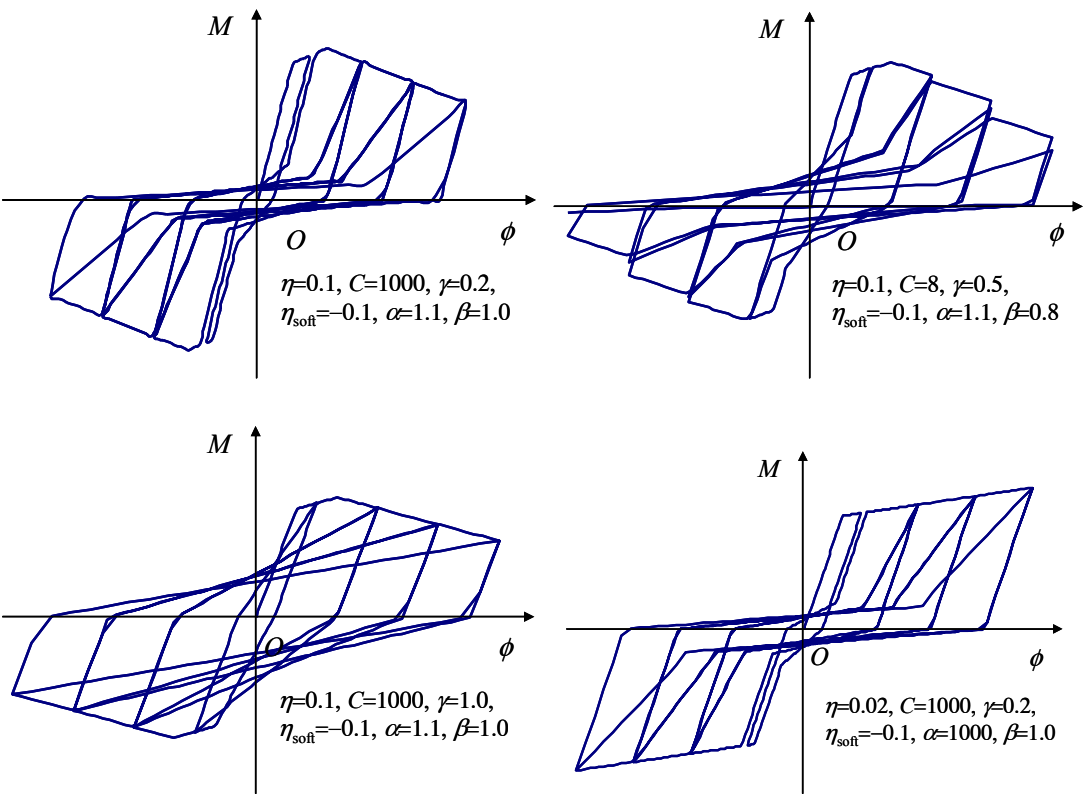 M
O
ϕ
η=0.1, C=1000, γ=0.2,
ηsoft=−0.1, α=1.1, β=1.0
M
O
ϕ
η=0.1, C=8, γ=0.5,
ηsoft=−0.1, α=1.1, β=0.8
M
O
ϕ
η=0.1, C=1000, γ=1.0,
ηsoft=−0.1, α=1.1, β=1.0
M
O
ϕ
η=0.02, C=1000, γ=0.2,
ηsoft=−0.1, α=1000, β=1.0